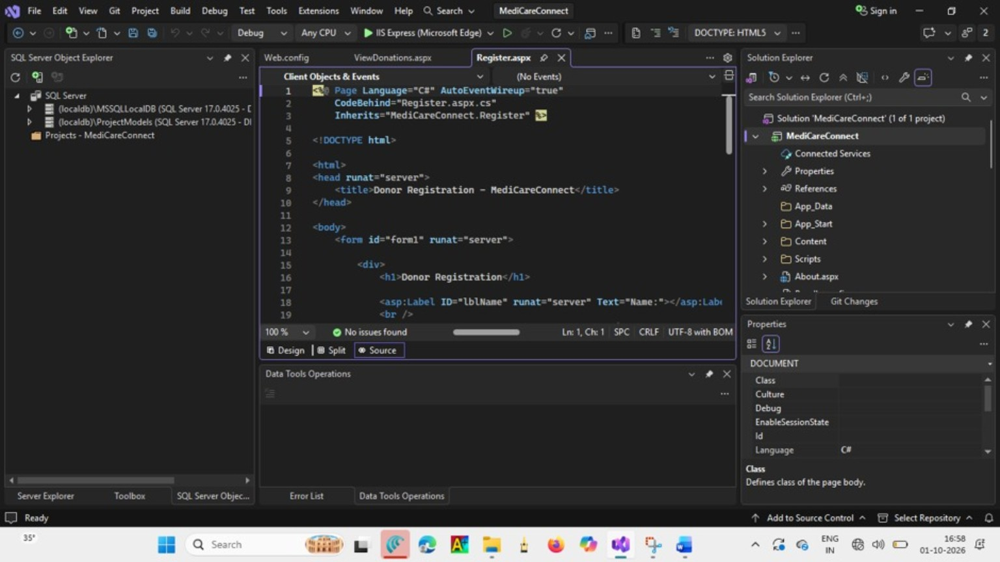 File Edit View Git Project Build Debug Test Tools Extensions Window Help Search MediCareConnect Sign in
Debug Any CPU IIS Express (Microsoft Edge) DOCTYPE: HTML5 2
SQL Server Object Explorer
SQL Server
(localdb)\MSSQLLocalDB (SQL Server 17.0.4025 - D
(localdb)\ProjectModels (SQL Server 17.0.4025 - DI
Projects - MediCareConnect
Server Explorer Toolbox SQL Server Objec...
Web.config ViewDonations.aspx Register.aspx
Client Objects & Events (No Events)
1 <%@ Page Language="C#" AutoEventWireup="true"
2 CodeBehind="Register.aspx.cs"
3 Inherits="MediCareConnect.Register" %>
4
5 <!DOCTYPE html>
6
7 <html>
8 <head runat="server">
9 <title>Donor Registration - MediCareConnect</title>
10 </head>
11
12 <body>
13 <form id="form1" runat="server">
14
15 <div>
16 <h1>Donor Registration</h1>
17
18 <asp:Label ID="lblName" runat="server" Text="Name:"></asp:Labe
19 <br />
100 % No issues found Ln: 1, Ch: 1 SPC CRLF UTF-8 with BOM
Design Split Source
Data Tools Operations
Error List Data Tools Operations
Solution Explorer
Search Solution Explorer (Ctrl+;)
Solution 'MediCareConnect' (1 of 1 project)
MediCareConnect
Connected Services
Properties
References
App_Data
App_Start
Content
Scripts
About.aspx
Solution Explorer Git Changes
Properties
DOCUMENT
Class
Culture
Debug
EnableSessionState
Id
Language C#
Class
Defines class of the page body.
Ready Add to Source Control Select Repository
35° Search ENG IN 16:58 01-10-2026